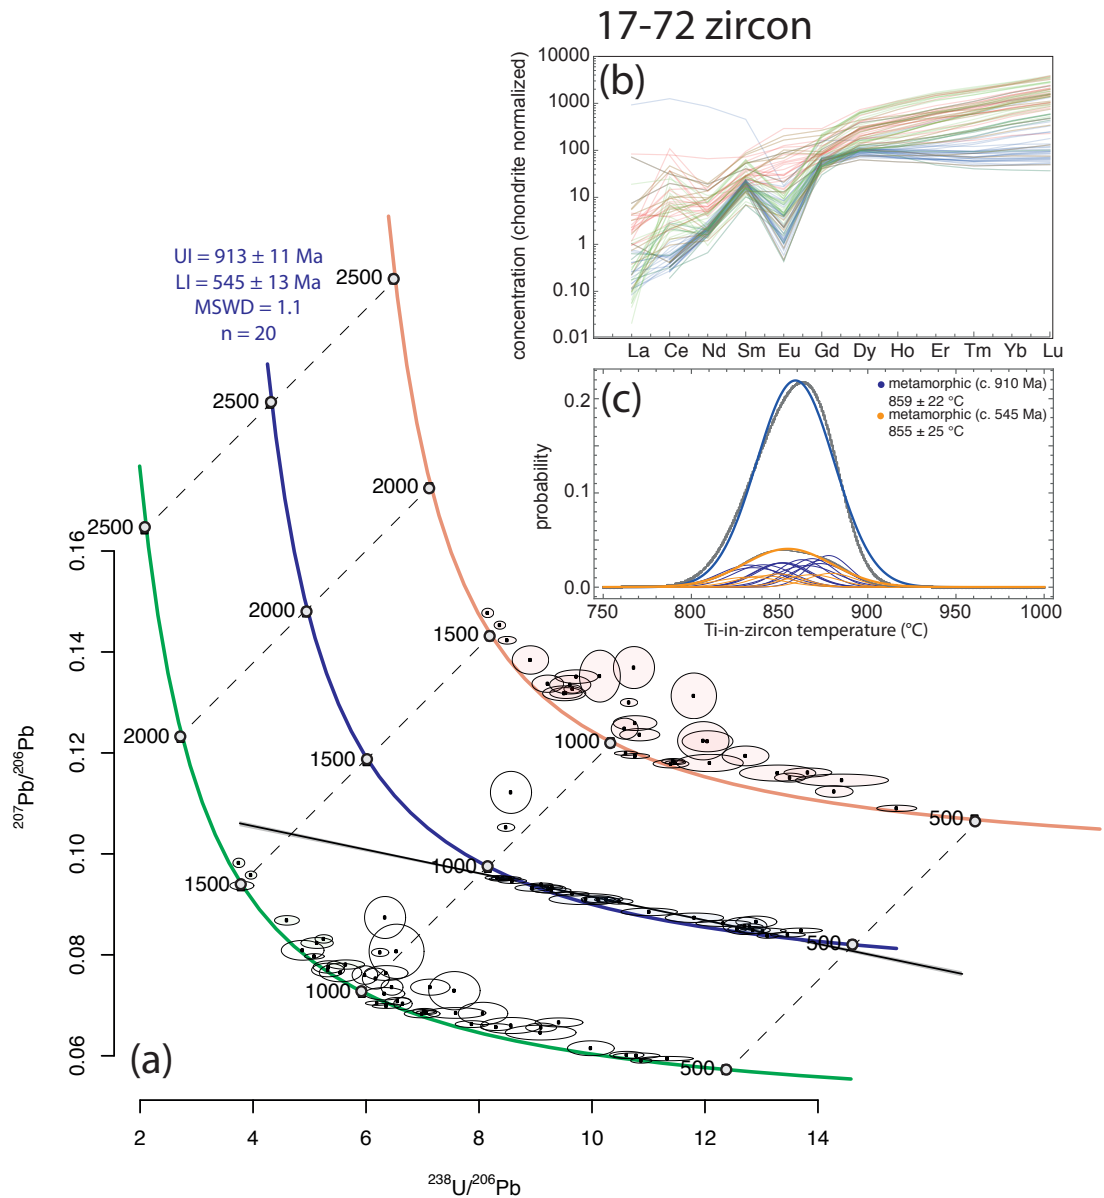 17-72 zircon
(b)
concentration (chondrite normalized)
10000
1000
100
10
1
0.10
0.01
La Ce Nd Sm Eu Gd Dy Ho Er Tm Yb Lu
(c)
metamorphic (c. 910 Ma)
859 ± 22 °C
metamorphic (c. 545 Ma)
855 ± 25 °C
probability
0.2
0.1
0.0
750 800 850 900 950 1000
Ti-in-zircon temperature (°C)
UI = 913 ± 11 Ma
LI = 545 ± 13 Ma
MSWD = 1.1
n = 20
2500
2000
1500
1000
500
2500
2000
1500
1000
500
2500
2000
1500
1000
500
(a)
207Pb/206Pb
0.16
0.14
0.12
0.10
0.08
0.06
2 4 6 8 10 12 14
238U/206Pb